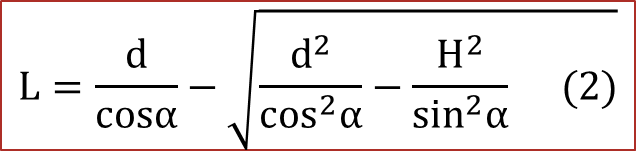 L = d/cosα − √(d²/cos²α − H²/sin²α) (2)